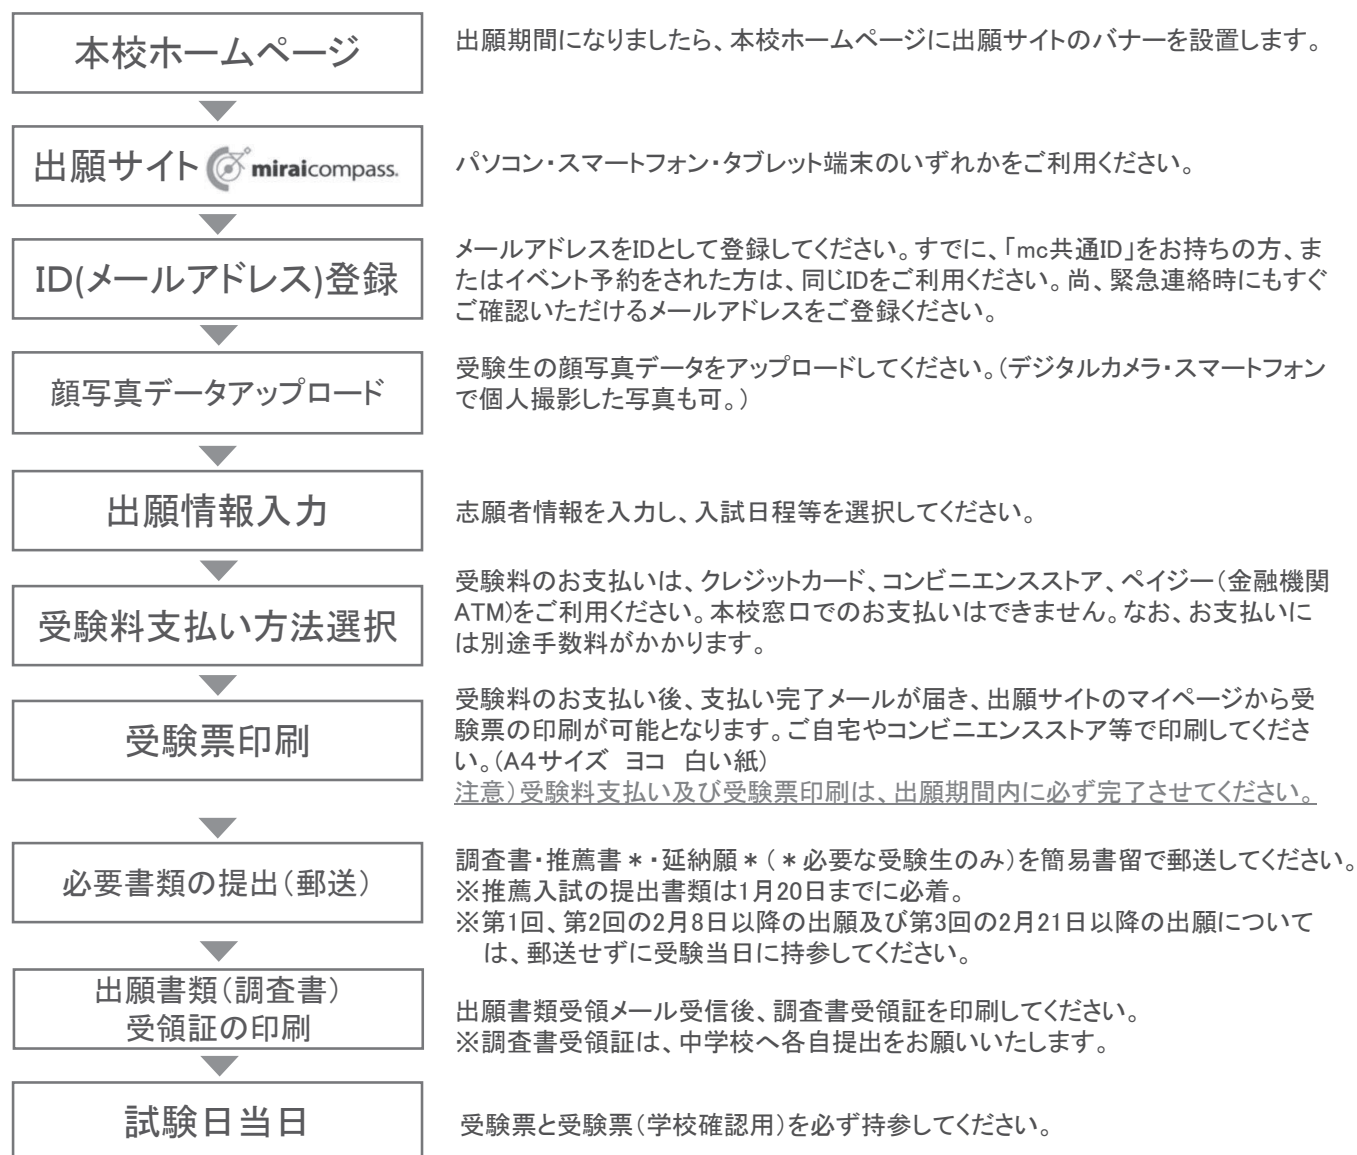 本校ホームページ
出願期間になりましたら、本校ホームページに出願サイトのバナーを設置します。
出願サイト miraicompass.
パソコン・スマートフォン・タブレット端末のいずれかをご利用ください。
ID(メールアドレス)登録
メールアドレスをIDとして登録してください。すでに、「mc共通ID」をお持ちの方、ま
たはイベント予約をされた方は、同じIDをご利用ください。尚、緊急連絡時にもすぐ
ご確認いただけるメールアドレスをご登録ください。
顔写真データアップロード
受験生の顔写真データをアップロードしてください。(デジタルカメラ・スマートフォン
で個人撮影した写真も可。)
出願情報入力
志願者情報を入力し、入試日程等を選択してください。
受験料支払い方法選択
受験料のお支払いは、クレジットカード、コンビニエンスストア、ペイジー(金融機関
ATM)をご利用ください。本校窓口でのお支払いはできません。なお、お支払いに
は別途手数料がかかります。
受験票印刷
受験料のお支払い後、支払い完了メールが届き、出願サイトのマイページから受
験票の印刷が可能となります。ご自宅やコンビニエンスストア等で印刷してくださ
い。(A4サイズ ヨコ 白い紙)
注意)受験料支払い及び受験票印刷は、出願期間内に必ず完了させてください。
必要書類の提出(郵送)
調査書・推薦書*・延納願*(*必要な受験生のみ)を簡易書留で郵送してください。
※推薦入試の提出書類は1月20日までに必着。
※第1回、第2回の2月8日以降の出願及び第3回の2月21日以降の出願について
は、郵送せずに受験当日に持参してください。
出願書類(調査書)
受領証の印刷
出願書類受領メール受信後、調査書受領証を印刷してください。
※調査書受領証は、中学校へ各自提出をお願いいたします。
試験日当日
受験票と受験票(学校確認用)を必ず持参してください。